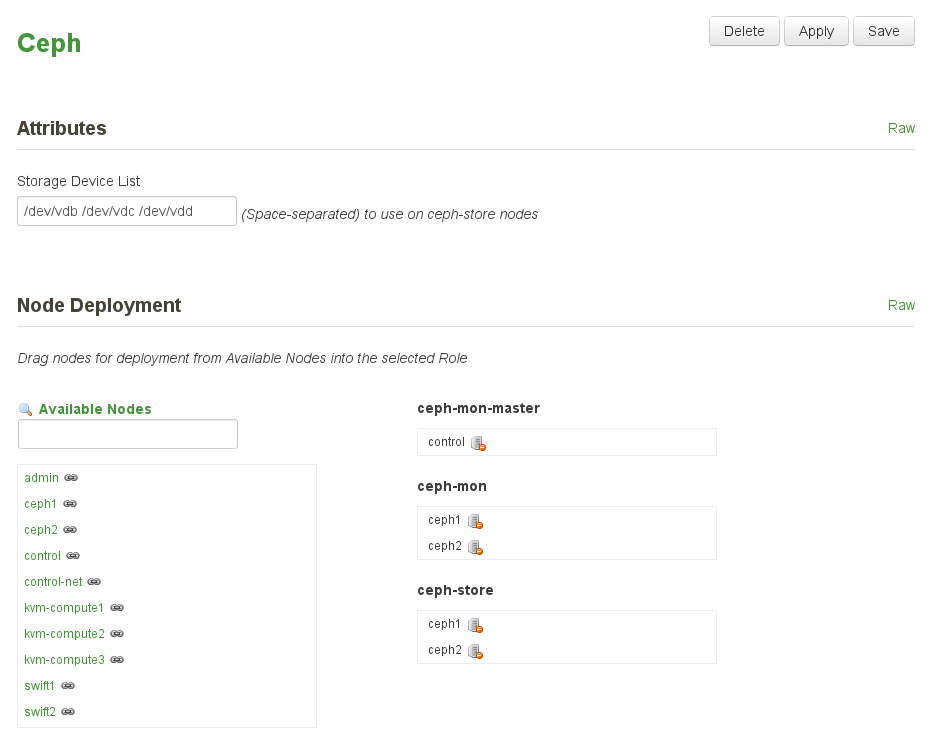 Ceph
Delete Apply Save
Attributes
Raw
Storage Device List
/dev/vdb /dev/vdc /dev/vdd (Space-separated) to use on ceph-store nodes
Node Deployment
Raw
Drag nodes for deployment from Available Nodes into the selected Role
Available Nodes
admin
ceph1
ceph2
control
control-net
kvm-compute1
kvm-compute2
kvm-compute3
swift1
swift2
ceph-mon-master
control
ceph-mon
ceph1
ceph2
ceph-store
ceph1
ceph2